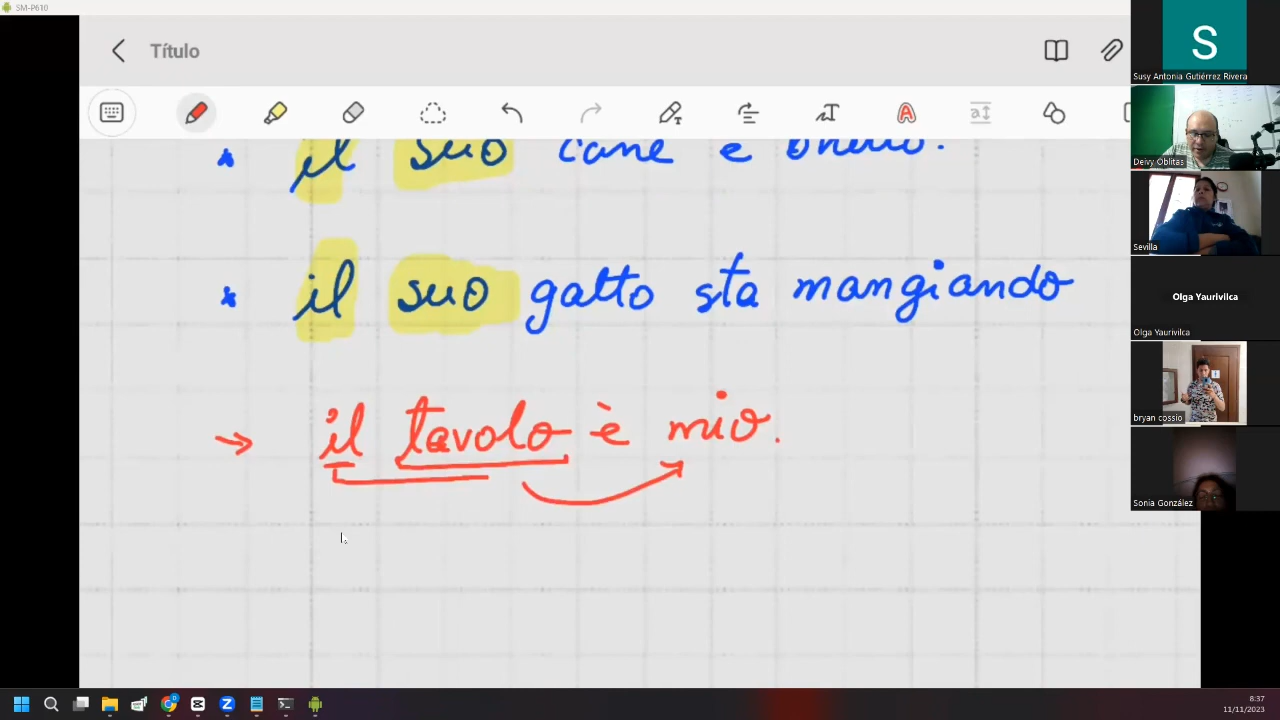 SM-P610
Título
S
Susy Antonia Gutiérrez Rivera
Deivy Oblitas
Sevilla
Olga Yaurivilca
Olga Yaurivilca
bryan cossio
Sonia González
il suo cane è
il suo gatto sta mangiando
→ il tavolo è mio.
8:37
11/11/2023